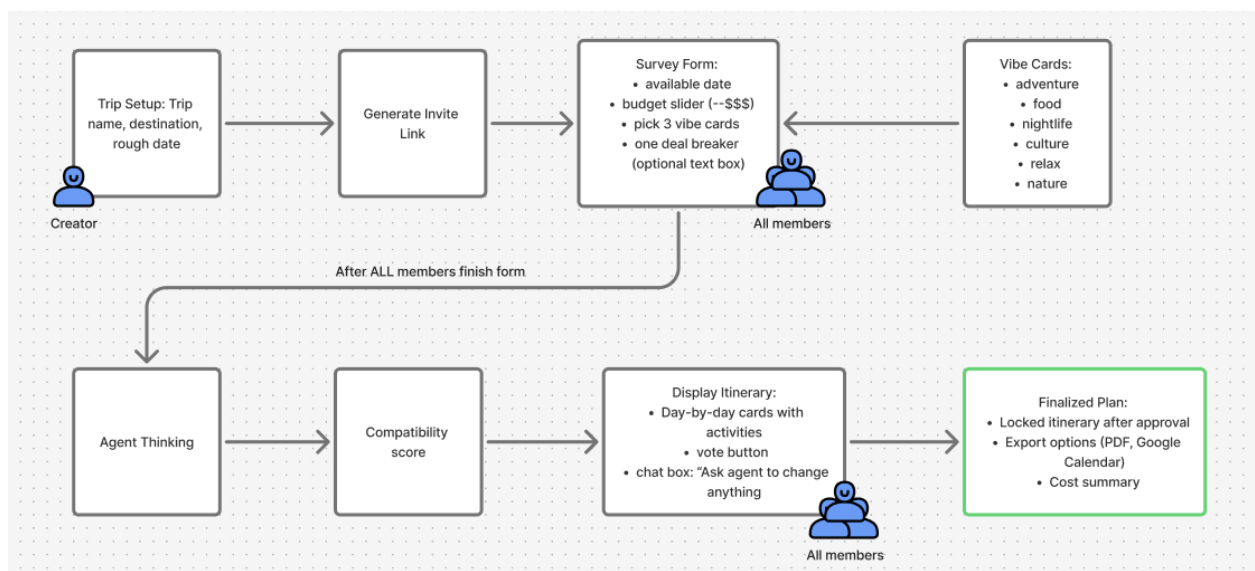 Trip Setup: Trip
name, destination,
rough date
Creator
Generate Invite
Link
Survey Form:
• available date
• budget slider (--$$$)
• pick 3 vibe cards
• one deal breaker
(optional text box)
All members
Vibe Cards:
• adventure
• food
• nightlife
• culture
• relax
• nature
After ALL members finish form
Agent Thinking
Compatibility
score
Display Itinerary:
• Day-by-day cards with
activities
• vote button
• chat box: "Ask agent to change
anything
All members
Finalized Plan:
• Locked itinerary after approval
• Export options (PDF, Google
Calendar)
• Cost summary